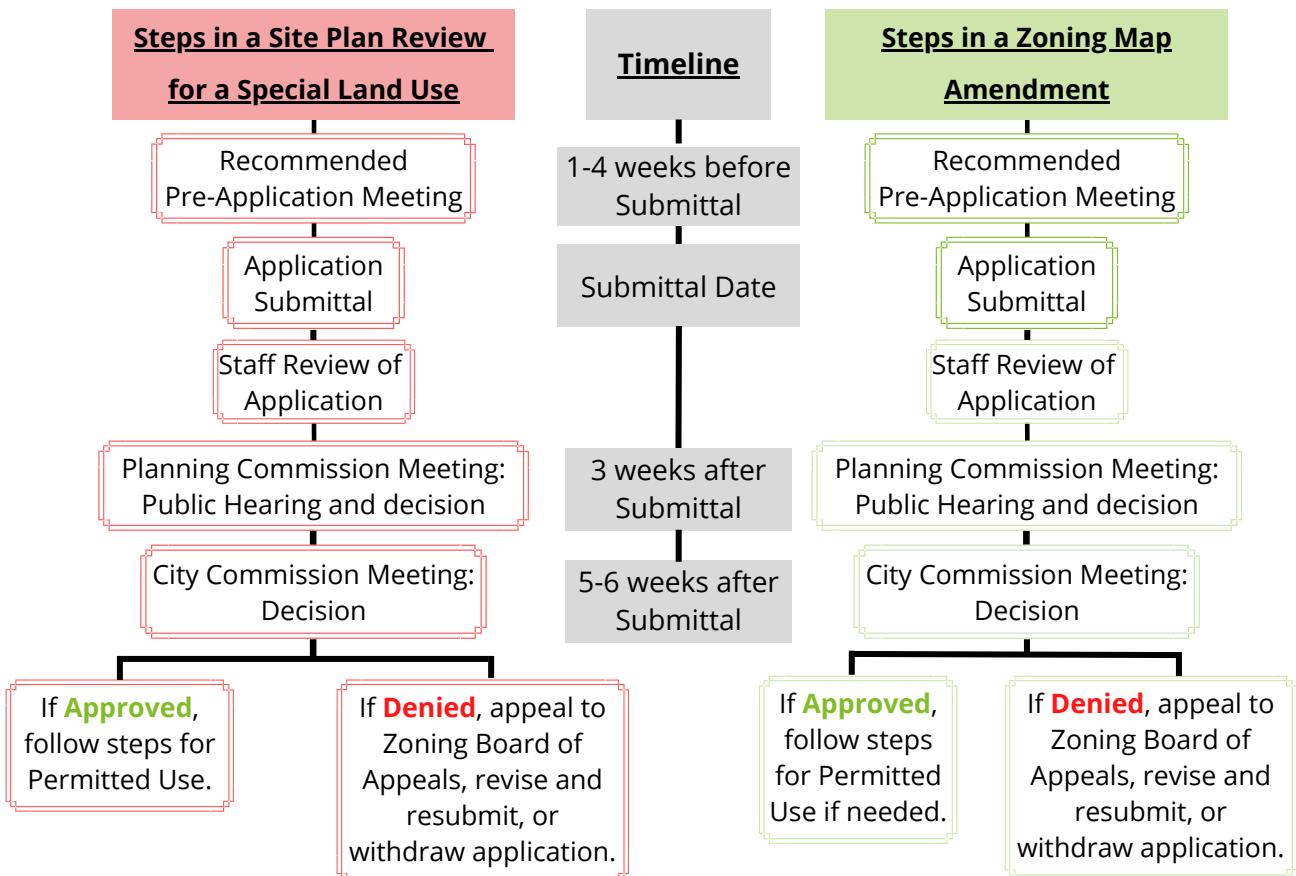 Steps in a Site Plan Review
for a Special Land Use
Recommended
Pre-Application Meeting
Application
Submittal
Staff Review of
Application
Planning Commission Meeting:
Public Hearing and decision
City Commission Meeting:
Decision
If Approved,
follow steps for
Permitted Use.
If Denied, appeal to
Zoning Board of
Appeals, revise and
resubmit, or
withdraw application.
Timeline
1-4 weeks before
Submittal
Submittal Date
3 weeks after
Submittal
5-6 weeks after
Submittal
Steps in a Zoning Map
Amendment
Recommended
Pre-Application Meeting
Application
Submittal
Staff Review of
Application
Planning Commission Meeting:
Public Hearing and decision
City Commission Meeting:
Decision
If Approved,
follow steps
for Permitted
Use if needed.
If Denied, appeal to
Zoning Board of
Appeals, revise and
resubmit, or
withdraw application.